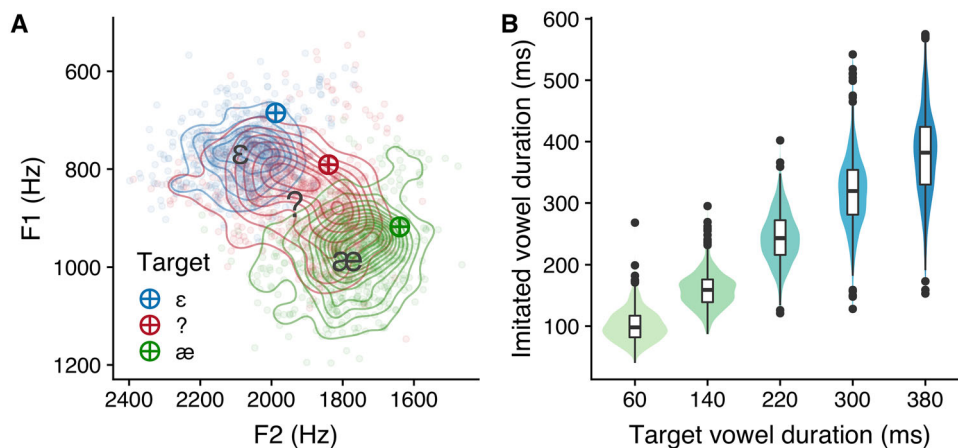 A
F1 (Hz)
600
800
1000
1200
ε
?
æ
Target
ε
?
æ
2400 2200 2000 1800 1600
F2 (Hz)
B
Imitated vowel duration (ms)
600
500
400
300
200
100
60 140 220 300 380
Target vowel duration (ms)